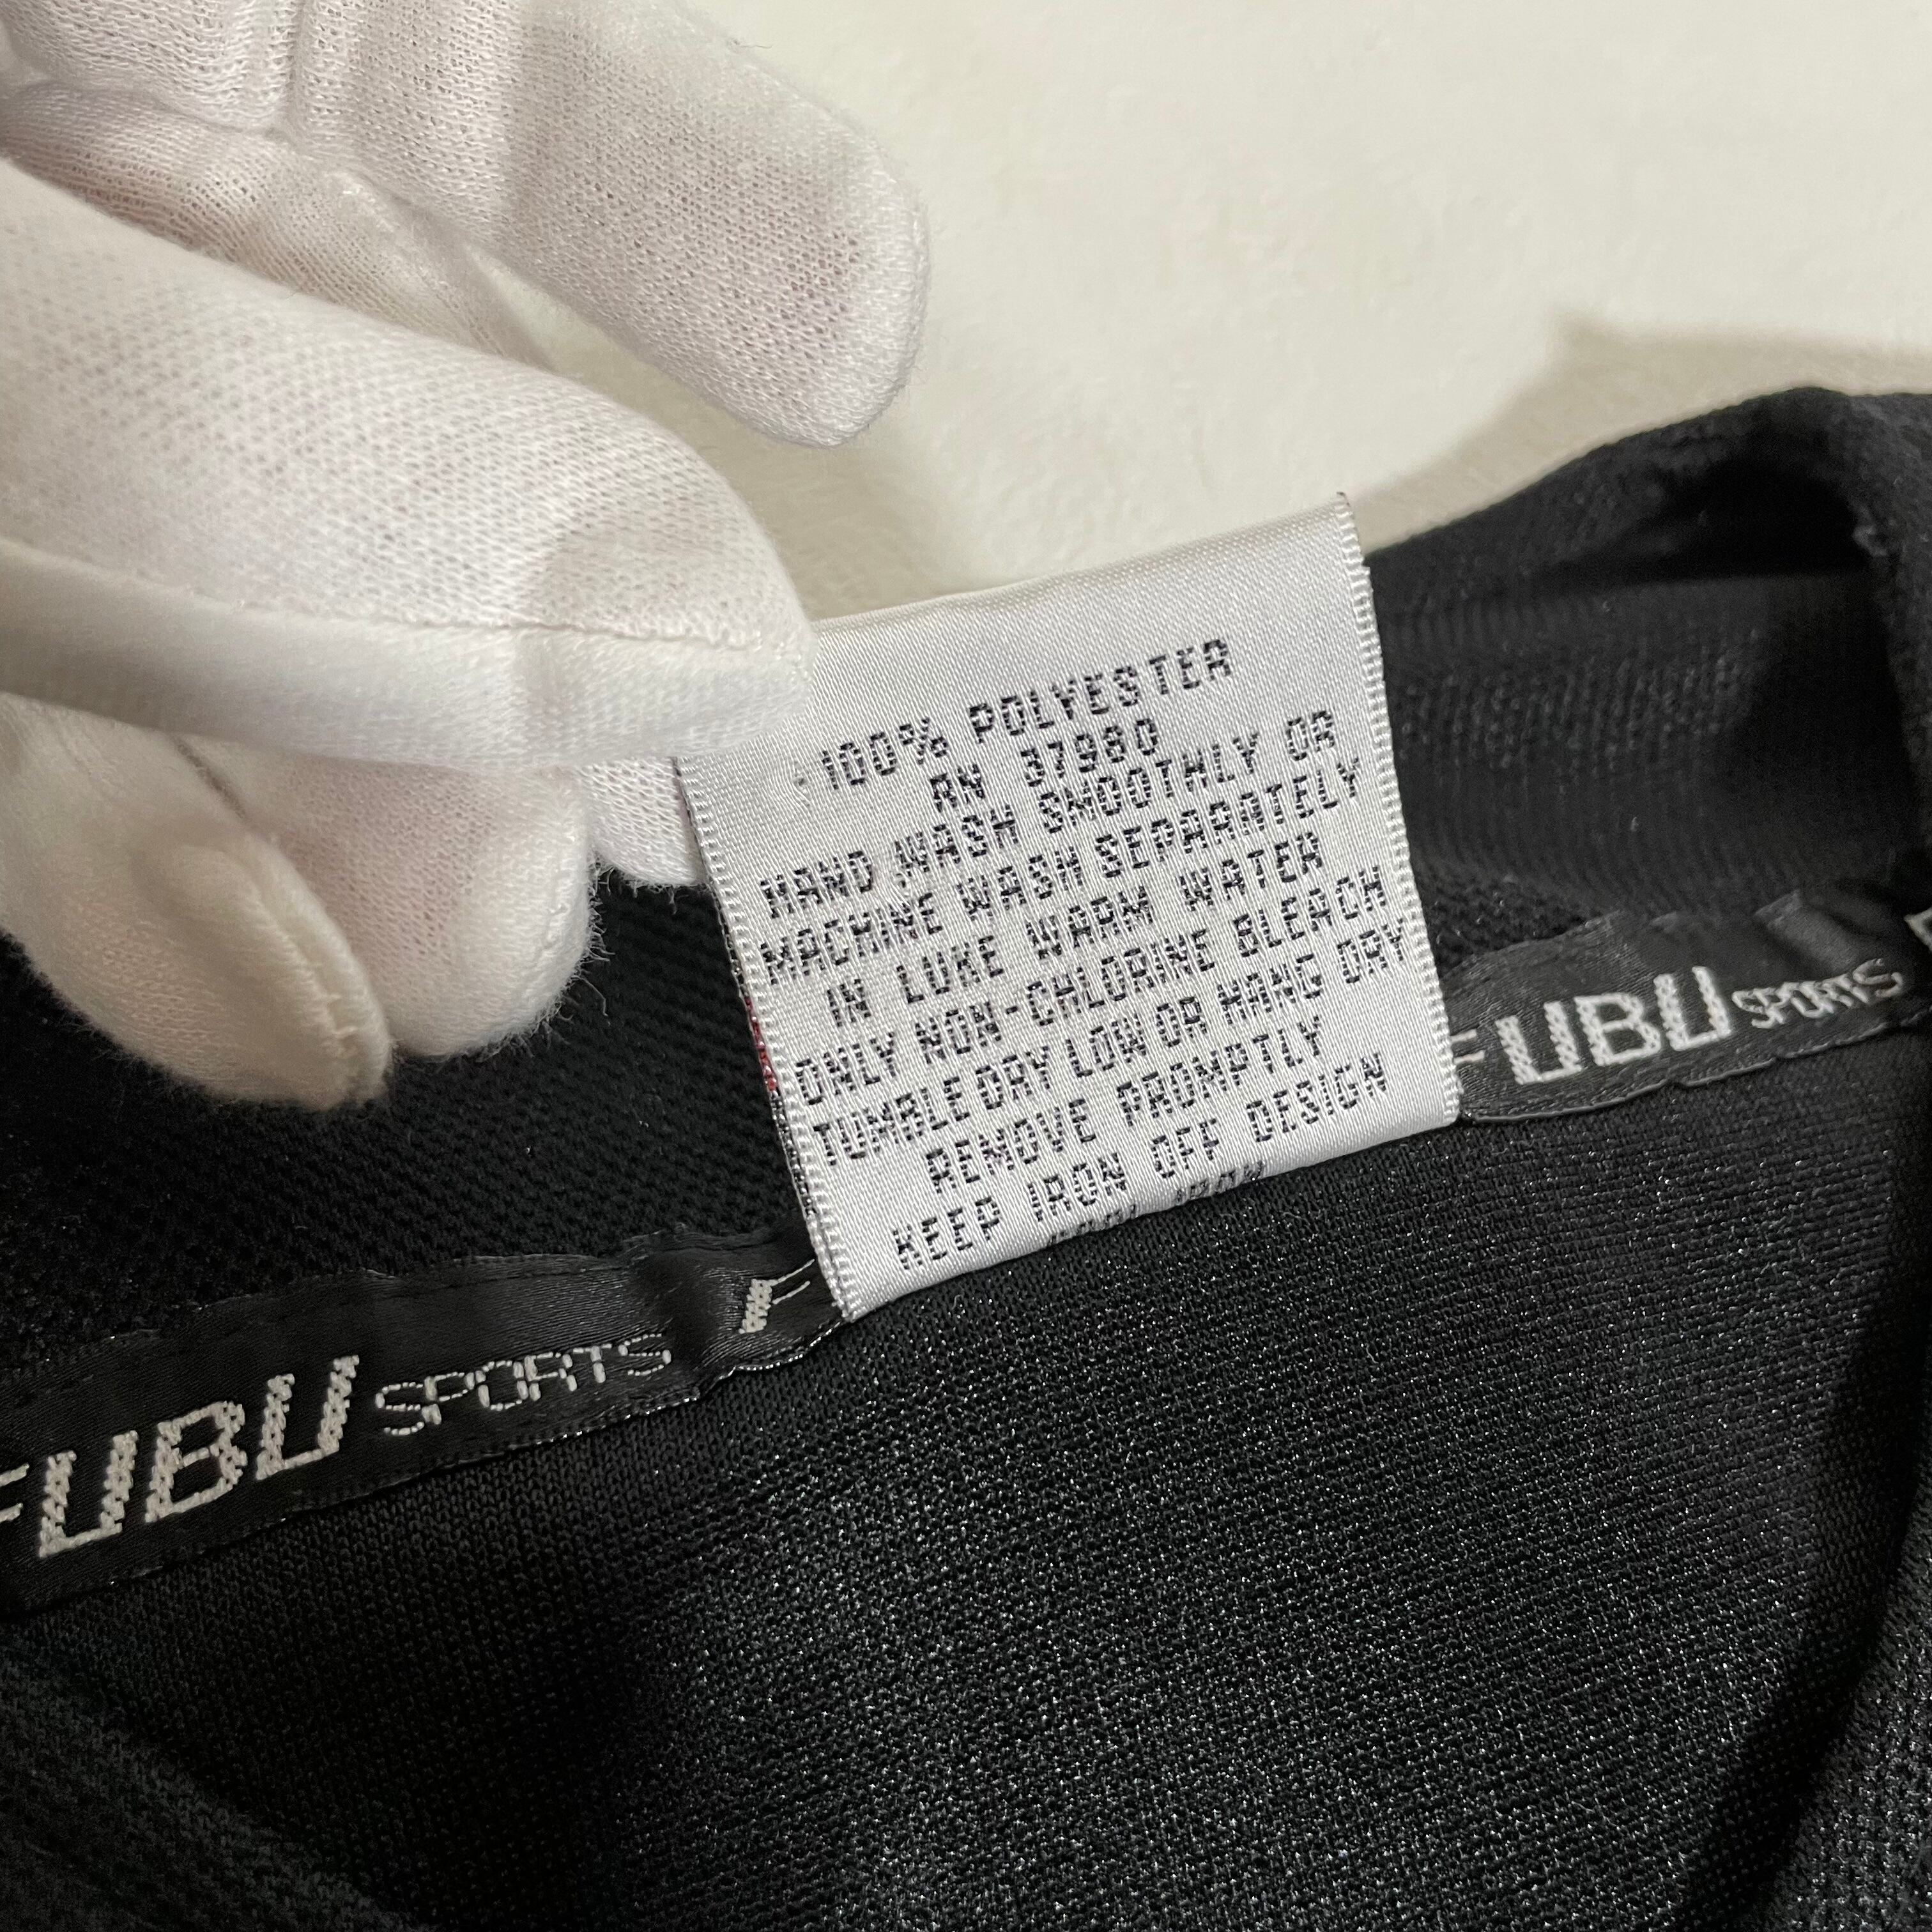 100% POLYESTER
RN 37980
HAND WASH SMOOTHLY OR
MACHINE WASH SEPARATELY
IN LUKE WARM WATER
ONLY NON-CHLORINE BLEACH
TUMBLE DRY LOW OR HANG DRY
REMOVE PROMPTLY
KEEP IRON OFF DESIGN
IRON
FUBU SPORTS
FUBU SPORTS